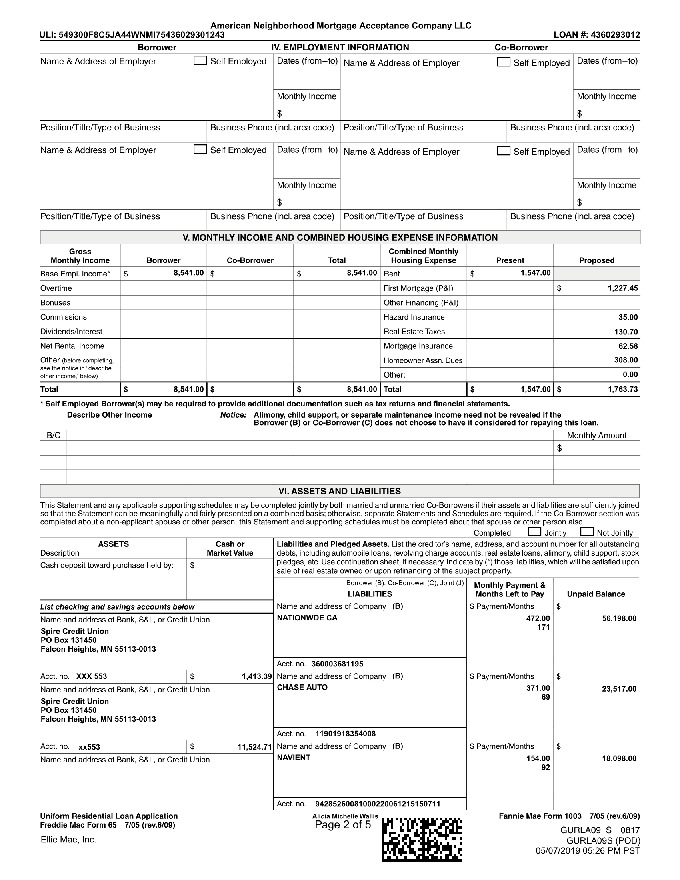 American Neighborhood Mortgage Acceptance Company LLC
ULI: 549300F8C5JA44WNMI75436029301243 LOAN #: 4360293012
Borrower IV. EMPLOYMENT INFORMATION Co-Borrower
Name & Address of Employer Self Employed Dates (from–to) Name & Address of Employer Self Employed Dates (from–to)
Monthly Income Monthly Income
$ $
Position/Title/Type of Business Business Phone (incl. area code) Position/Title/Type of Business Business Phone (incl. area code)
Name & Address of Employer Self Employed Dates (from–to) Name & Address of Employer Self Employed Dates (from–to)
Monthly Income Monthly Income
$ $
Position/Title/Type of Business Business Phone (incl. area code) Position/Title/Type of Business Business Phone (incl. area code)
V. MONTHLY INCOME AND COMBINED HOUSING EXPENSE INFORMATION
Gross Combined Monthly
Monthly Income Borrower Co-Borrower Total Housing Expense Present Proposed
Base Empl. Income* $ 8,541.00 $ $ 8,541.00 Rent $ 1,547.00
Overtime First Mortgage (P&I) $ 1,227.45
Bonuses Other Financing (P&I)
Commissions Hazard Insurance 35.00
Dividends/Interest Real Estate Taxes 130.70
Net Rental Income Mortgage Insurance 62.58
Other (before completing, Homeowner Assn. Dues 308.00
see the notice in "describe
other income," below) Other: 0.00
Total $ 8,541.00 $ $ 8,541.00 Total $ 1,547.00 $ 1,763.73
* Self Employed Borrower(s) may be required to provide additional documentation such as tax returns and financial statements.
Describe Other Income Notice: Alimony, child support, or separate maintenance income need not be revealed if the
Borrower (B) or Co-Borrower (C) does not choose to have it considered for repaying this loan.
B/C Monthly Amount
$
VI. ASSETS AND LIABILITIES
This Statement and any applicable supporting schedules may be completed jointly by both married and unmarried Co-Borrowers if their assets and liabilities are sufficiently joined
so that the Statement can be meaningfully and fairly presented on a combined basis; otherwise, separate Statements and Schedules are required. If the Co-Borrower section was
completed about a non-applicant spouse or other person, this Statement and supporting schedules must be completed about that spouse or other person also.
Completed Jointly Not Jointly
ASSETS Cash or Liabilities and Pledged Assets. List the creditor's name, address, and account number for all outstanding
Description Market Value debts, including automobile loans, revolving charge accounts, real estate loans, alimony, child support, stock
Cash deposit toward purchase held by: $ pledges, etc. Use continuation sheet, if necessary. Indicate by (*) those liabilities, which will be satisfied upon
sale of real estate owned or upon refinancing of the subject property.
Borrower (B), Co-Borrower (C), Joint (J) Monthly Payment &
LIABILITIES Months Left to Pay Unpaid Balance
List checking and savings accounts below Name and address of Company (B) $ Payment/Months $
Name and address of Bank, S&L, or Credit Union NATIONWDE CA 472.00 56,198.00
Spire Credit Union 171
PO Box 131450
Falcon Heights, MN 55113-0013
Acct. no. 360003681195
Acct. no. XXX 553 $ 1,413.39 Name and address of Company (B) $ Payment/Months $
Name and address of Bank, S&L, or Credit Union CHASE AUTO 371.00 23,517.00
Spire Credit Union 69
PO Box 131450
Falcon Heights, MN 55113-0013
Acct. no. 11901918354008
Acct. no. xx553 $ 11,524.71 Name and address of Company (B) $ Payment/Months $
Name and address of Bank, S&L, or Credit Union NAVIENT 154.00 18,098.00
92
Acct. no. 94285260081000220061215150711
Uniform Residential Loan Application Alicia Michelle Wallis Fannie Mae Form 1003 7/05 (rev.6/09)
Freddie Mac Form 65 7/05 (rev.6/09) Page 2 of 5
GURLA09_S 0817
Ellie Mae, Inc. GURLA09S (POD)
05/07/2019 05:26 PM PST